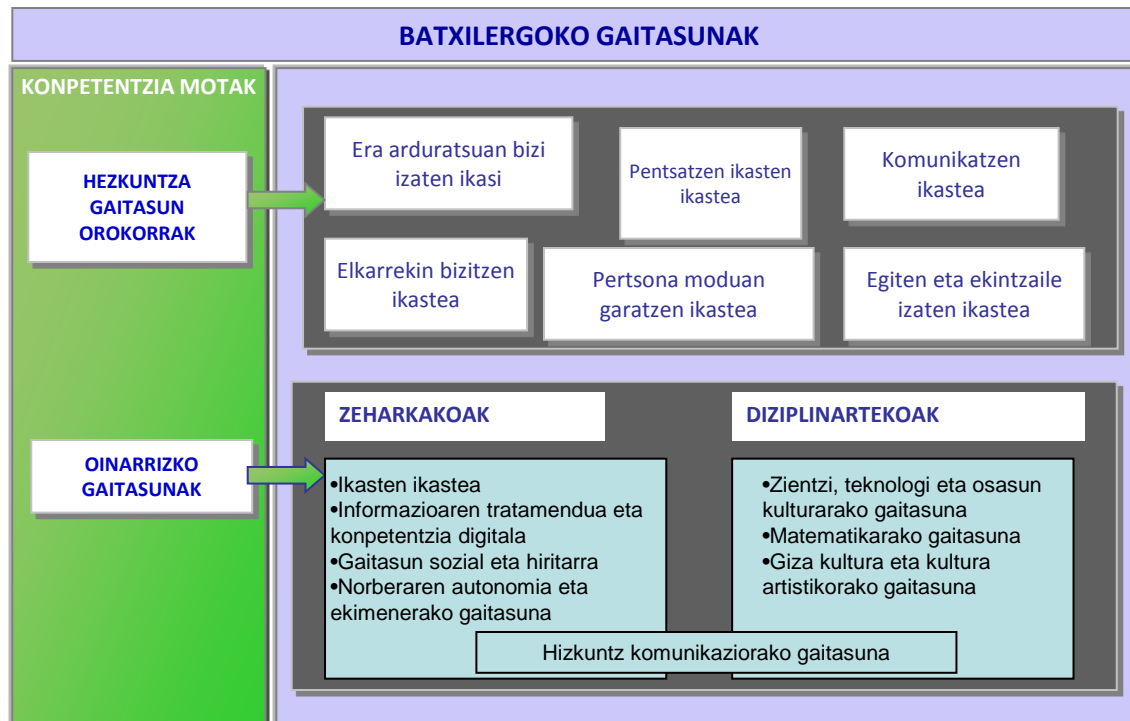 BATXILERGOKO GAITASUNAK
KONPETENTZIA MOTAK
HEZKUNTZA
GAITASUN
OROKORRAK
Era arduratsuan bizi
izaten ikasi
Pentsatzen ikasten
ikastea
Komunikatzen
ikastea
Elkarrekin bizitzen
ikastea
Pertsona moduan
garatzen ikastea
Egiten eta ekintzaile
izaten ikastea
OINARRIZKO
GAITASUNAK
ZEHARKAKOAK
•Ikasten ikastea
•Informazioaren tratamendua eta
konpetentzia digitala
•Gaitasun sozial eta hiritarra
•Norberaren autonomia eta
ekimenerako gaitasuna
DIZIPLINARTEKOAK
•Zientzi, teknologi eta osasun
kulturarako gaitasuna
•Matematikarako gaitasuna
•Giza kultura eta kultura
artistikorako gaitasuna
Hizkuntz komunikaziorako gaitasuna